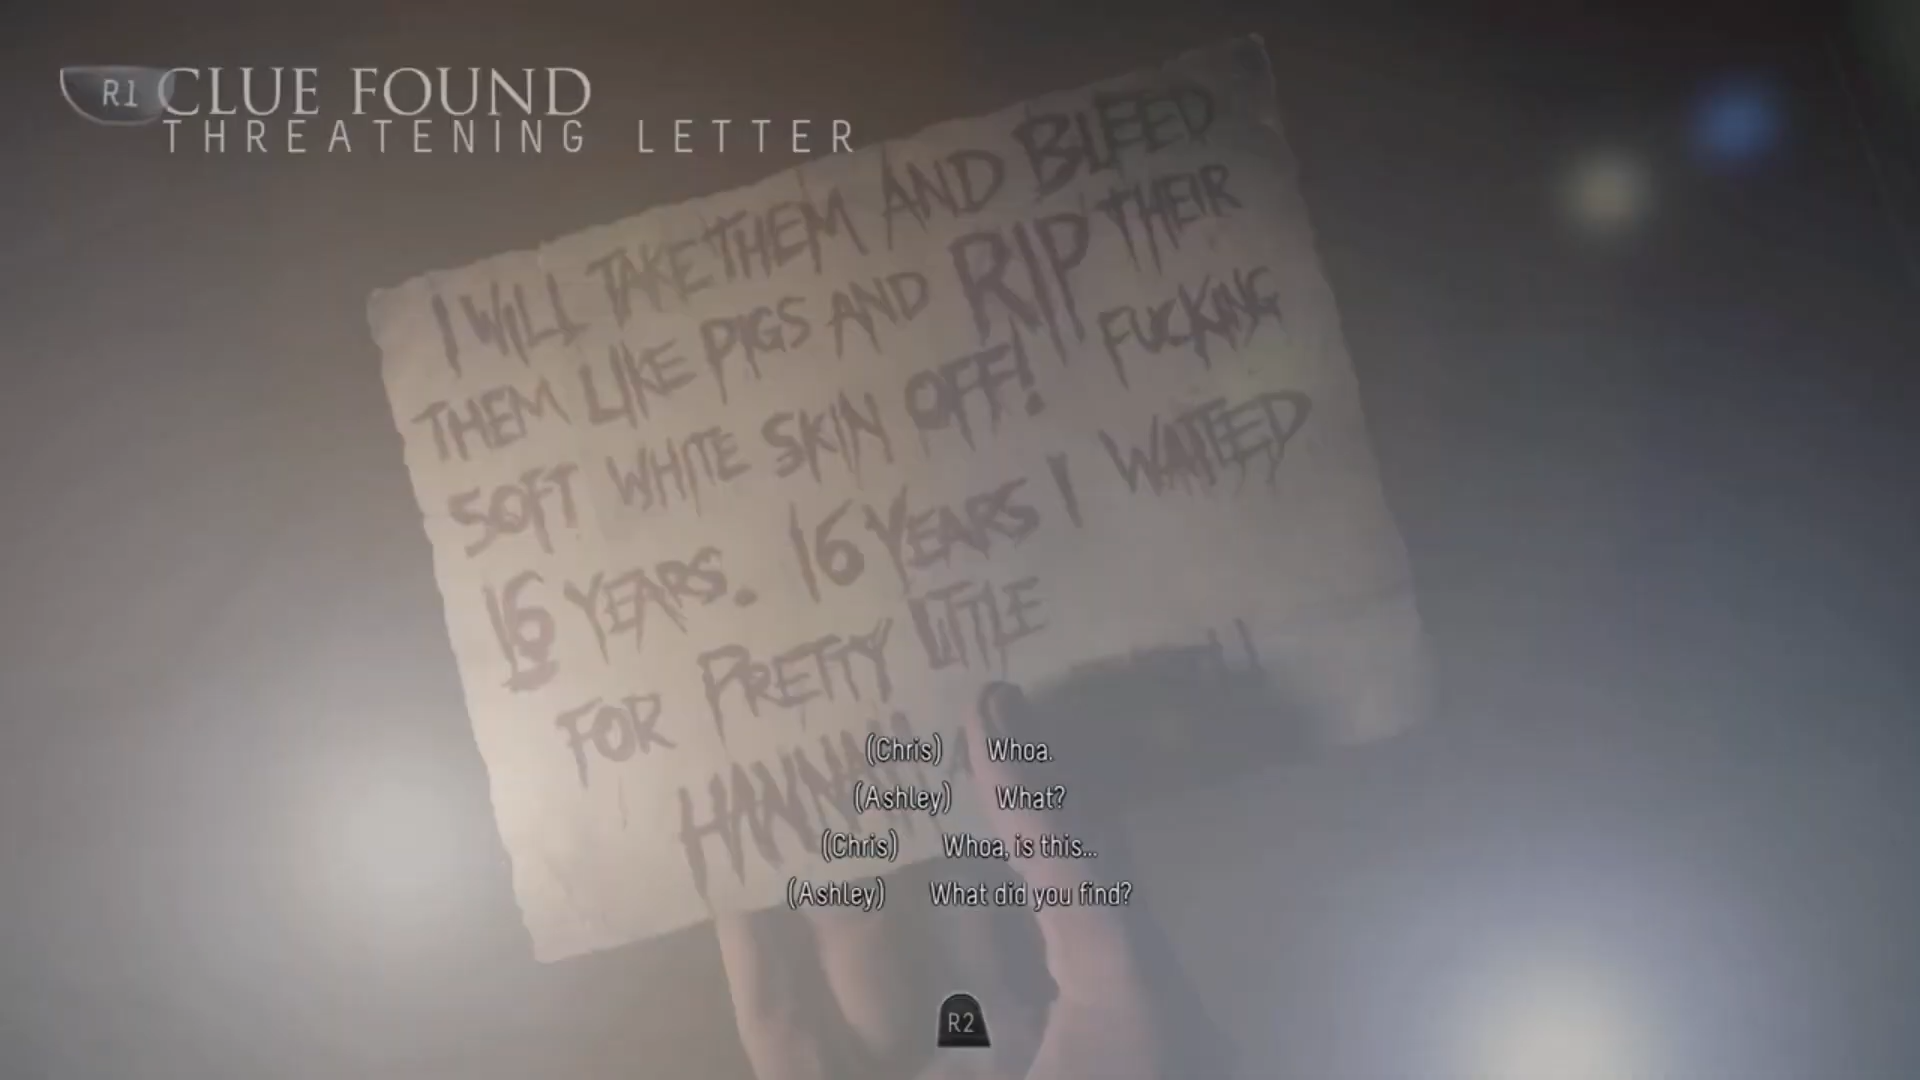 R1 CLUE FOUND
THREATENING LETTER
I WILL TAKE THEM AND BLEED
THEM LIKE PIGS AND RIP THEIR
SOFT WHITE SKIN OFF! FUCKING
16 YEARS. 16 YEARS I WAITED
FOR PRETTY LITTLE
HANNAH
(Chris) Whoa.
(Ashley) What?
(Chris) Whoa, is this...
(Ashley) What did you find?
R2